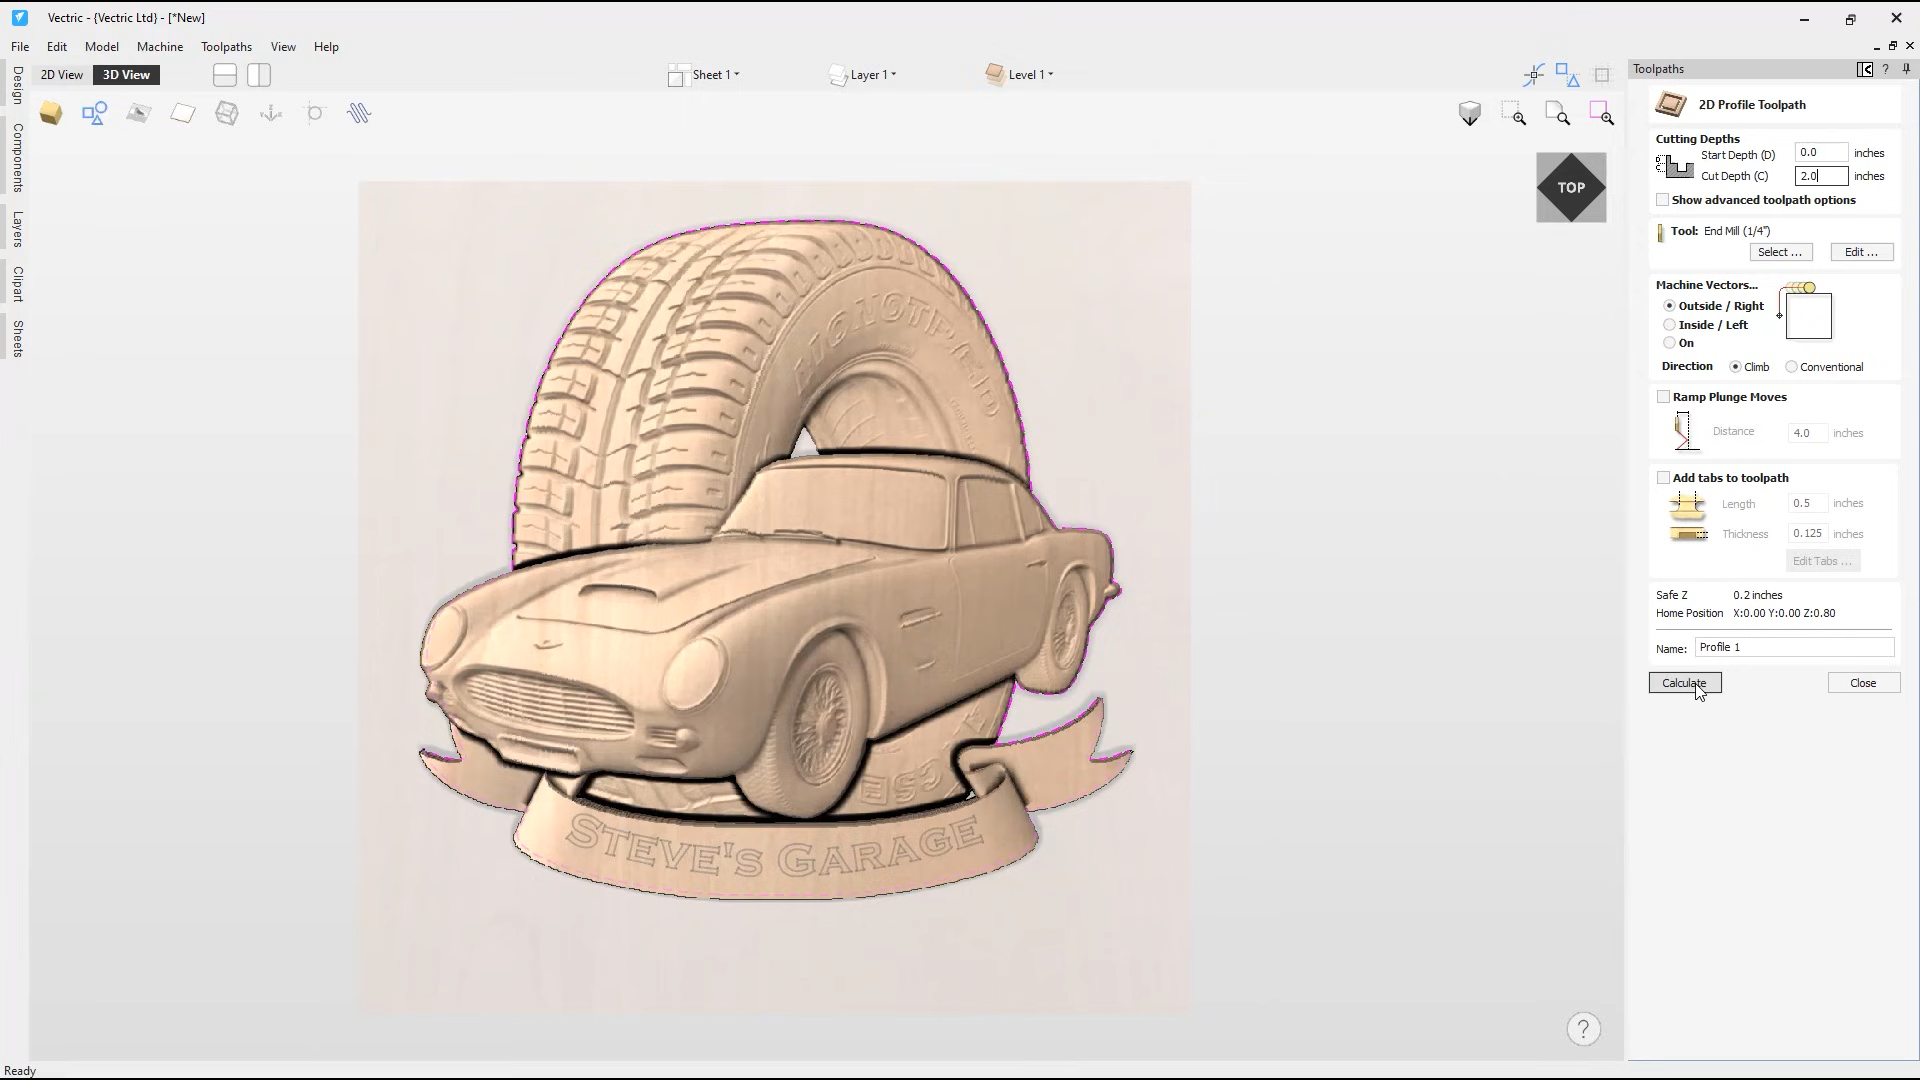 Vectric - {Vectric Ltd} - [*New]
File Edit Model Machine Toolpaths View Help
2D View 3D View Sheet 1 Layer 1 Level 1
Design
Components
Layers
Clipart
Sheets
TOP
STEVE'S GARAGE
Toolpaths
2D Profile Toolpath
Cutting Depths
Start Depth (D) 0.0 inches
Cut Depth (C) 2.0 inches
Show advanced toolpath options
Tool: End Mill (1/4")
Select ... Edit ...
Machine Vectors...
Outside / Right
Inside / Left
On
Direction Climb Conventional
Ramp Plunge Moves
Distance 4.0 inches
Add tabs to toolpath
Length 0.5 inches
Thickness 0.125 inches
Edit Tabs ...
Safe Z 0.2 inches
Home Position X:0.00 Y:0.00 Z:0.80
Name: Profile 1
Calculate Close
?
Ready